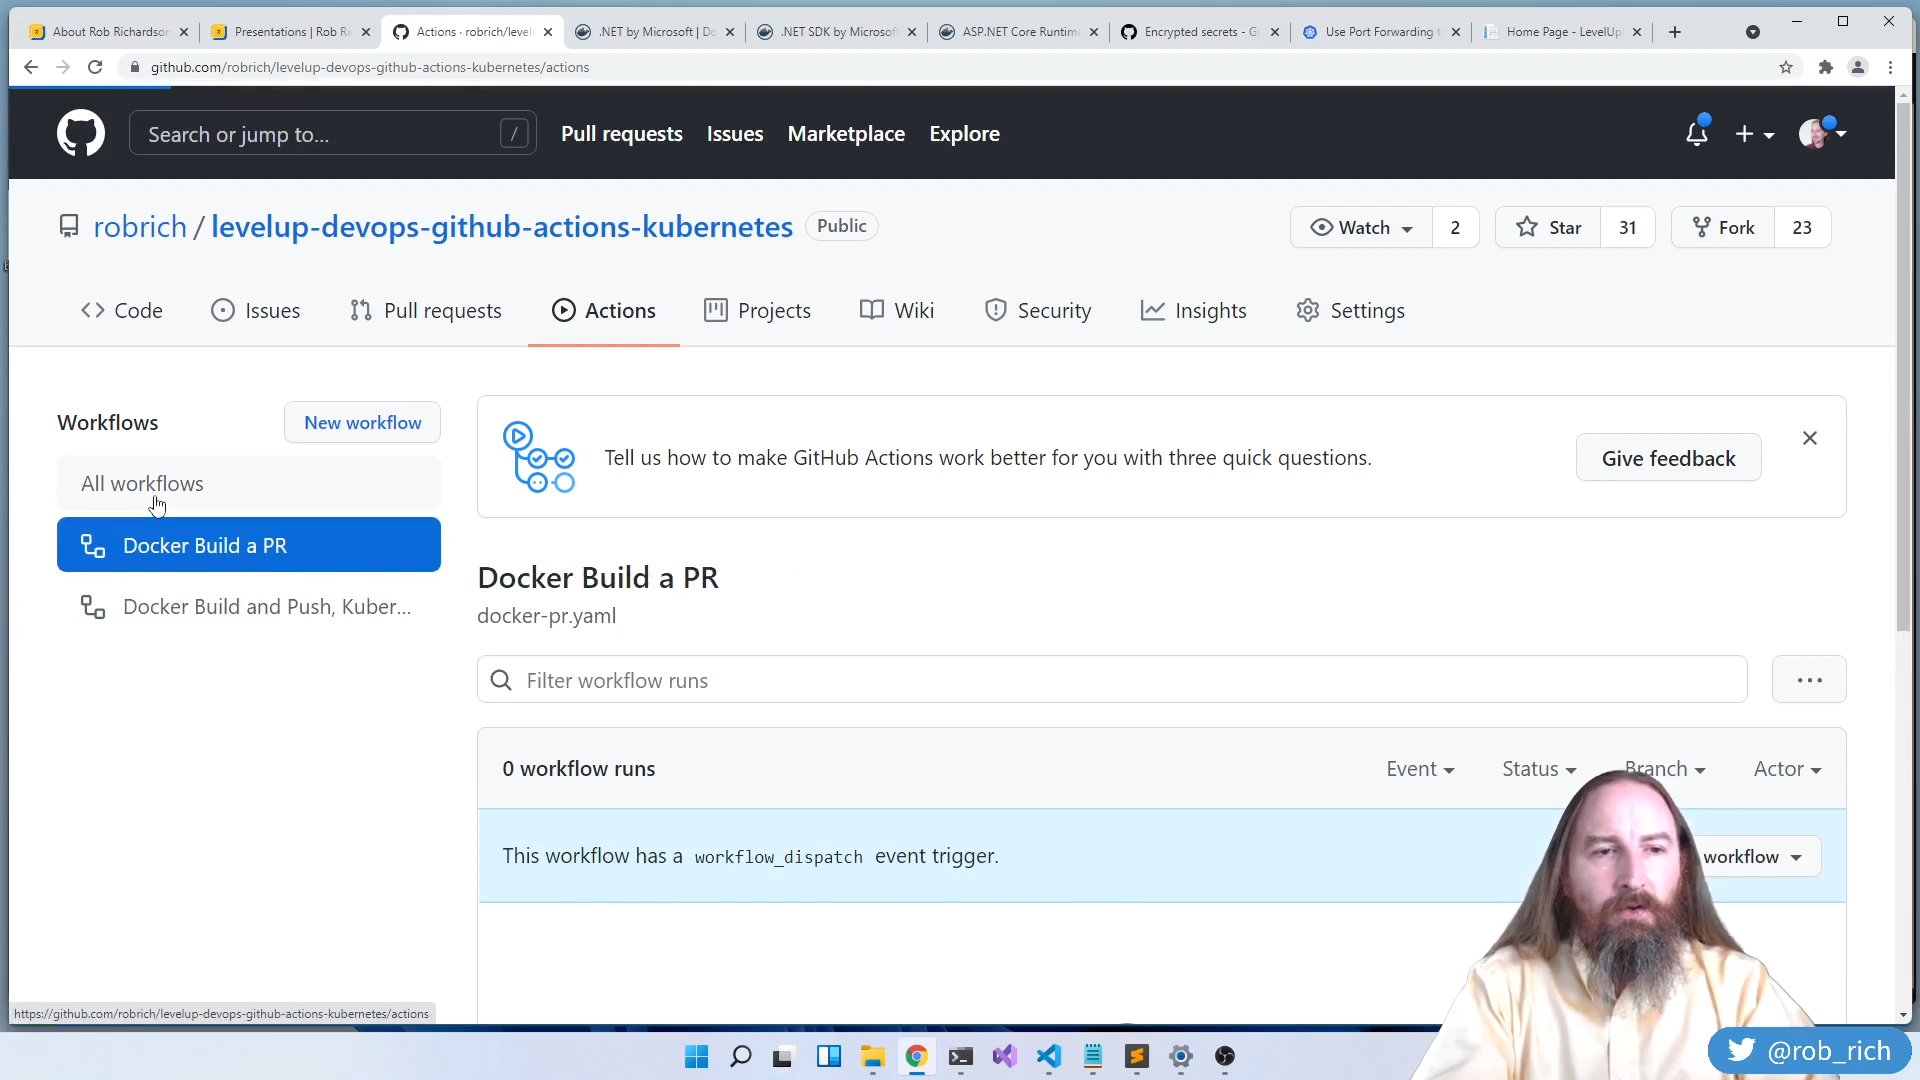 About Rob Richardson
Presentations | Rob Ri
Actions · robrich/level
.NET by Microsoft | Do
.NET SDK by Microsoft
ASP.NET Core Runtim
Encrypted secrets - G
Use Port Forwarding t
Home Page - LevelUp
github.com/robrich/levelup-devops-github-actions-kubernetes/actions
Search or jump to...
/
Pull requests
Issues
Marketplace
Explore
robrich / levelup-devops-github-actions-kubernetes
Public
Watch
2
Star
31
Fork
23
Code
Issues
Pull requests
Actions
Projects
Wiki
Security
Insights
Settings
Workflows
New workflow
All workflows
Docker Build a PR
Docker Build and Push, Kuber...
Tell us how to make GitHub Actions work better for you with three quick questions.
Give feedback
Docker Build a PR
docker-pr.yaml
Filter workflow runs
0 workflow runs
Event
Status
Branch
Actor
This workflow has a workflow_dispatch event trigger.
workflow
https://github.com/robrich/levelup-devops-github-actions-kubernetes/actions
@rob_rich